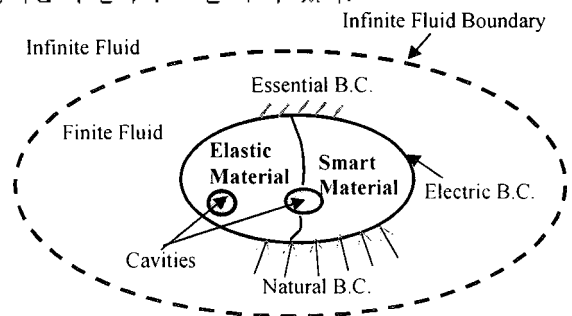 Infinite Fluid Boundary
Infinite Fluid
Essential B.C.
Finite Fluid
Elastic
Material
Smart
Material
Electric B.C.
Cavities
Natural B.C.